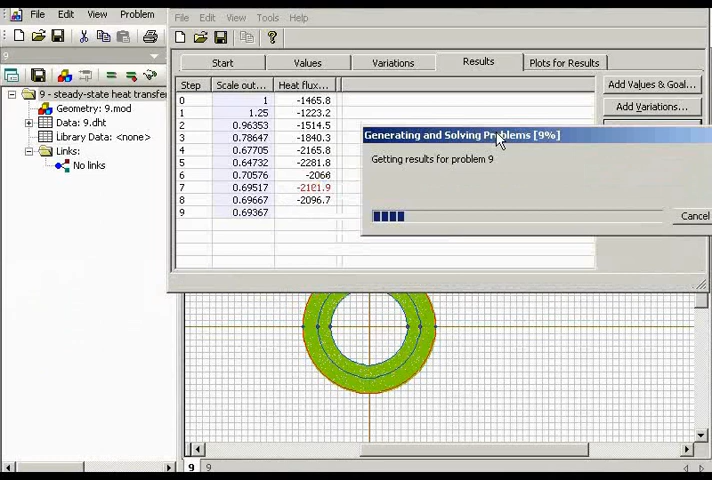 File Edit View Problem
File Edit View Tools Help
9
Start Values Variations Results Plots for Results
9 - steady-state heat transfer
Geometry: 9.mod
Data: 9.dht
Library Data: <none>
Links:
No links
Step Scale out... Heat flux...
0 1 -1465.8
1 1.25 -1223.2
2 0.96353 -1514.5
3 0.78647 -1840.3
4 0.67705 -2165.8
5 0.64732 -2281.8
6 0.70576 -2068
7 0.69517
8 0.69667 -2096.7
9 0.69367
Add Values & Goal...
Add Variations...
Generating and Solving Problems [9%]
Getting results for problem 9
Cancel
9 9